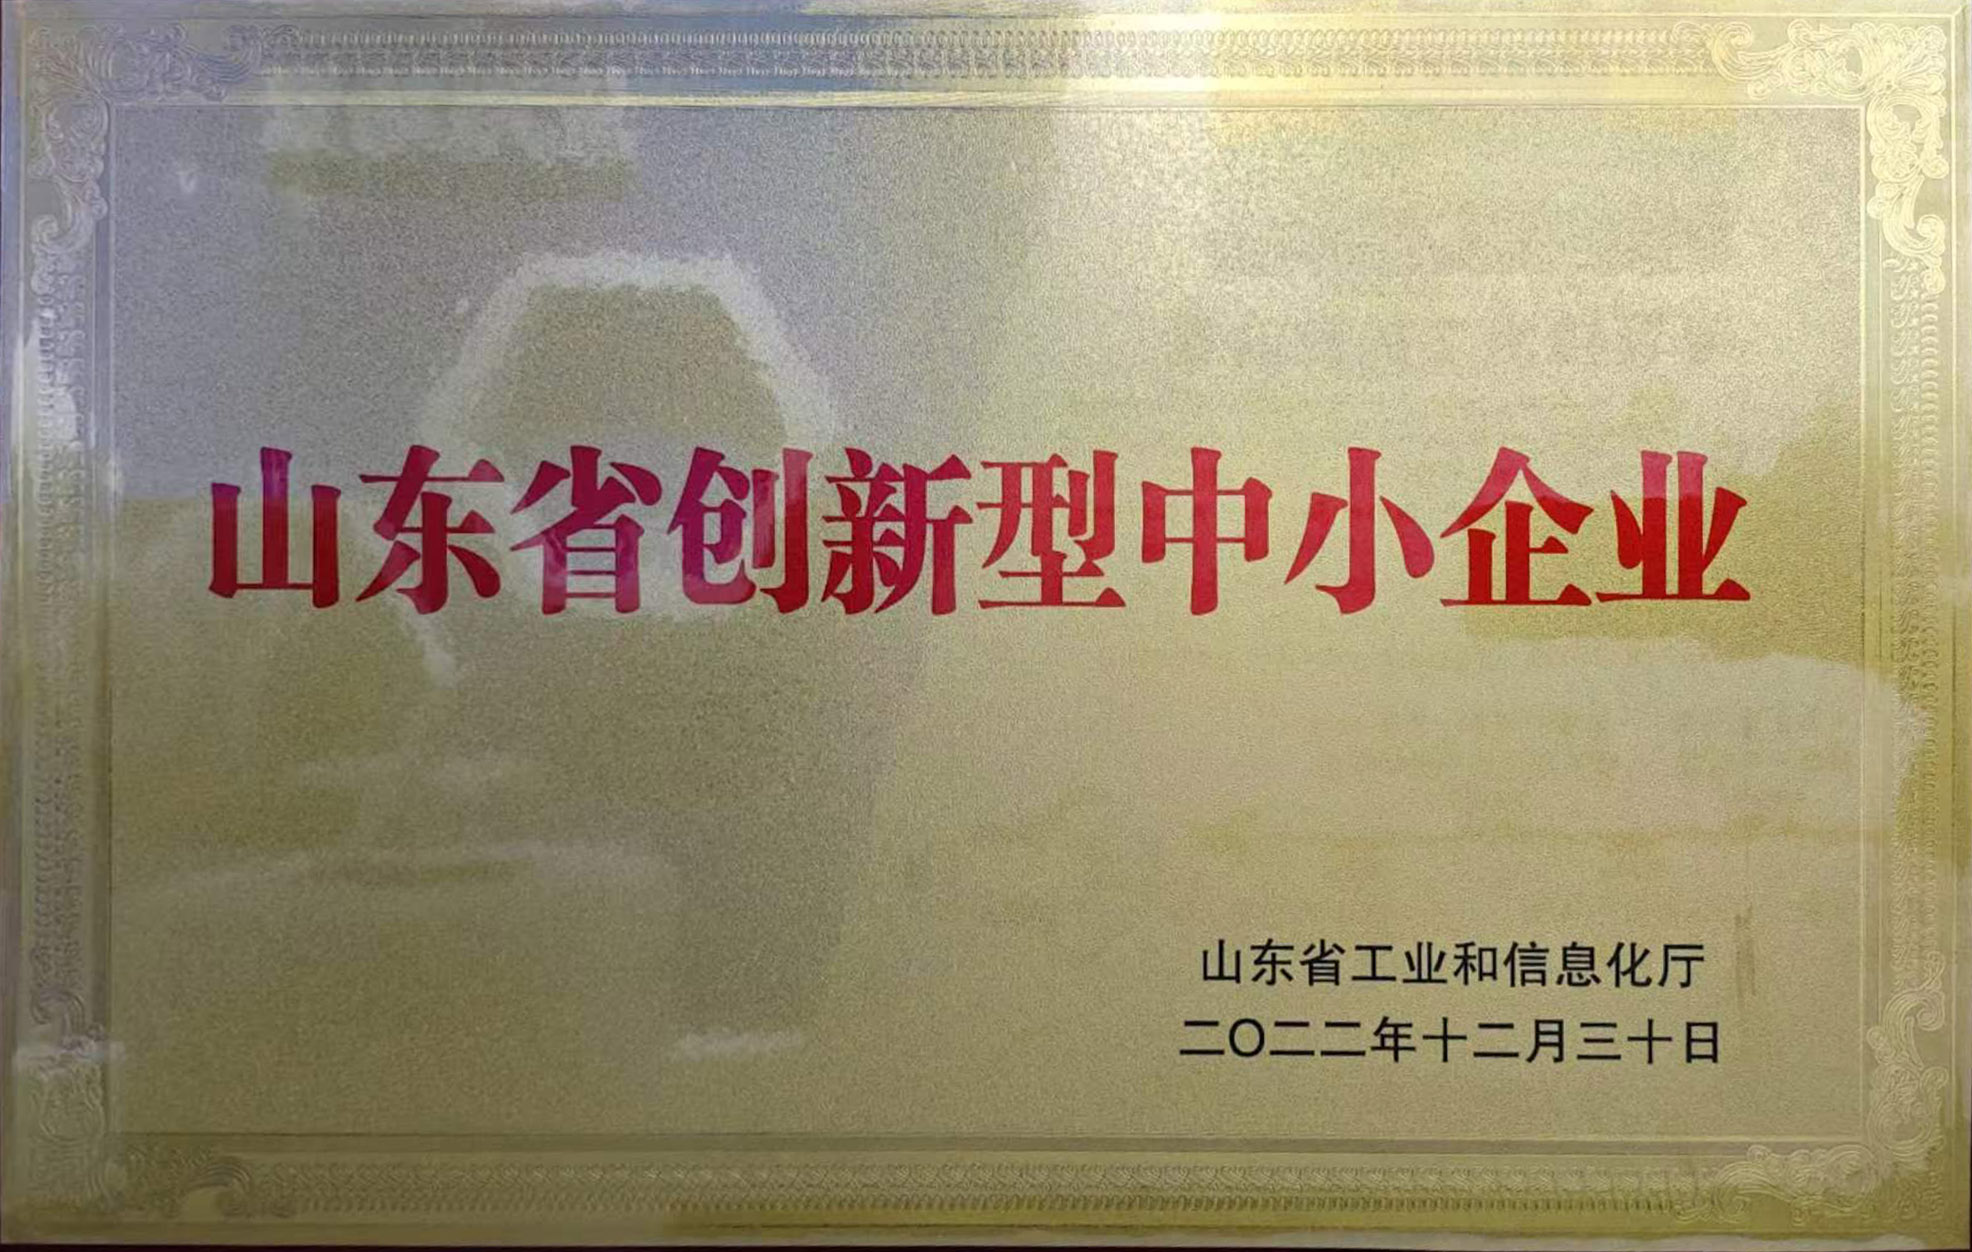 山东省创新型中小企业
山东省工业和信息化厅
二〇二二年十二月三十日